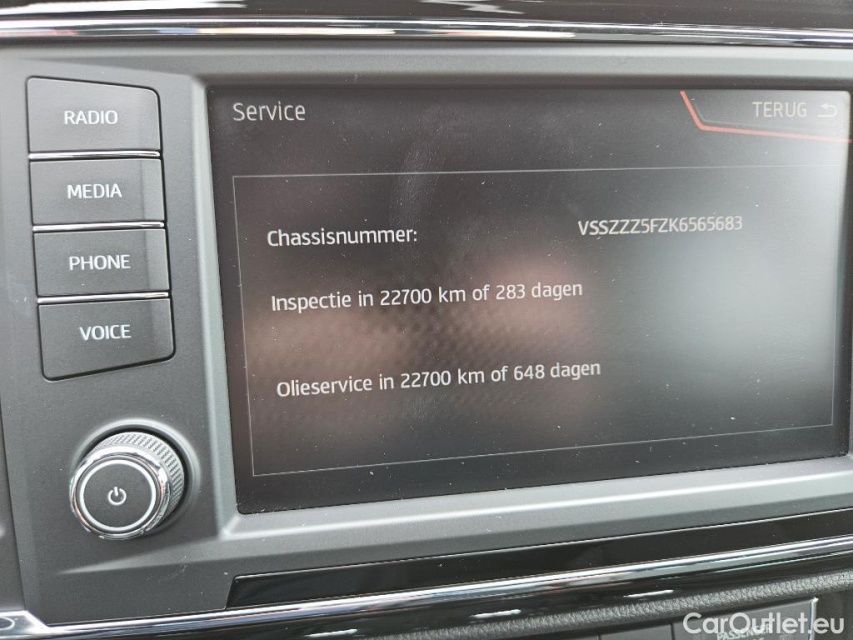 Service
TERUG
RADIO
MEDIA
PHONE
VOICE
Chassisnummer: VSSZZZ5FZK6565683
Inspectie in 22700 km of 283 dagen
Olieservice in 22700 km of 648 dagen
CarOutlet.eu